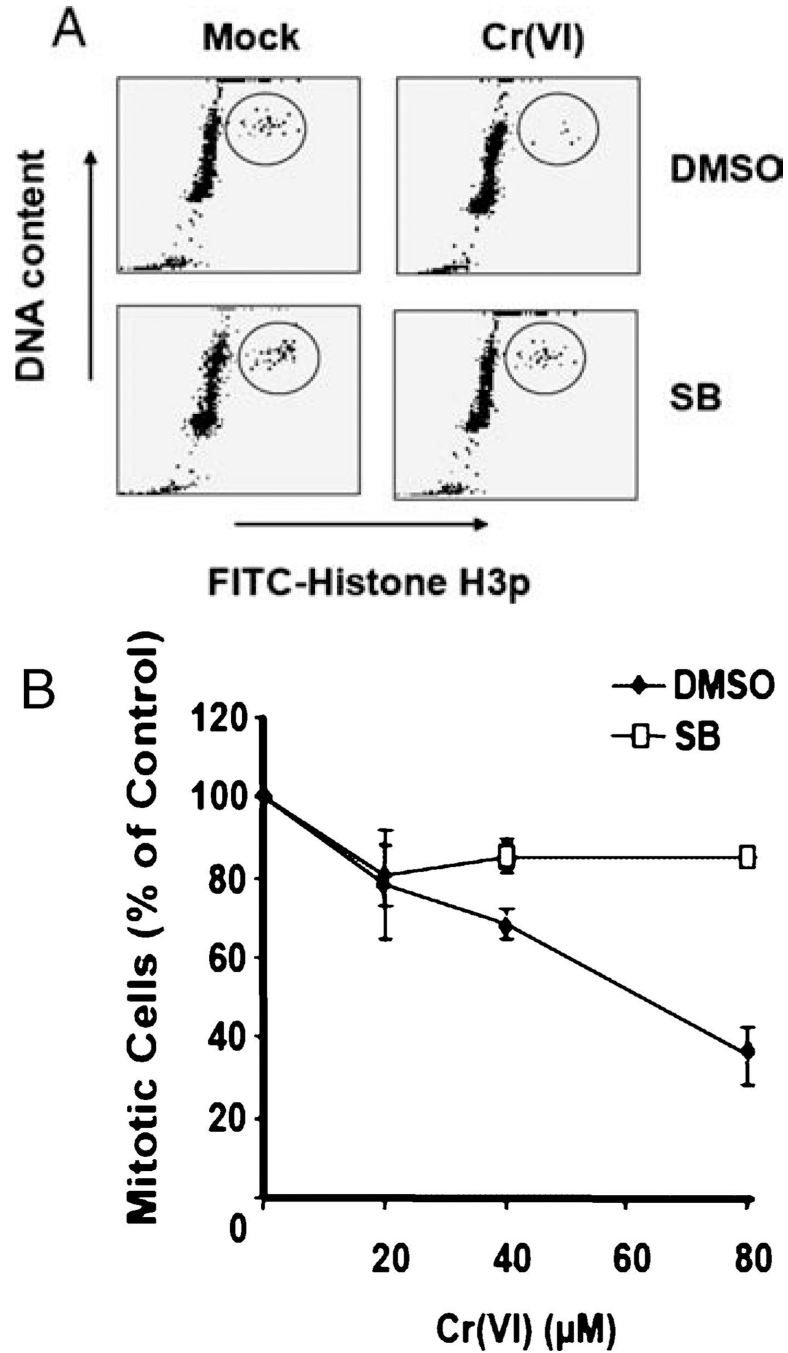 A
Mock
Cr(VI)
DNA content
DMSO
SB
FITC-Histone H3p
B
DMSO
SB
Mitotic Cells (% of Control)
120
100
80
60
40
20
0
20
40
60
80
Cr(VI) (µM)